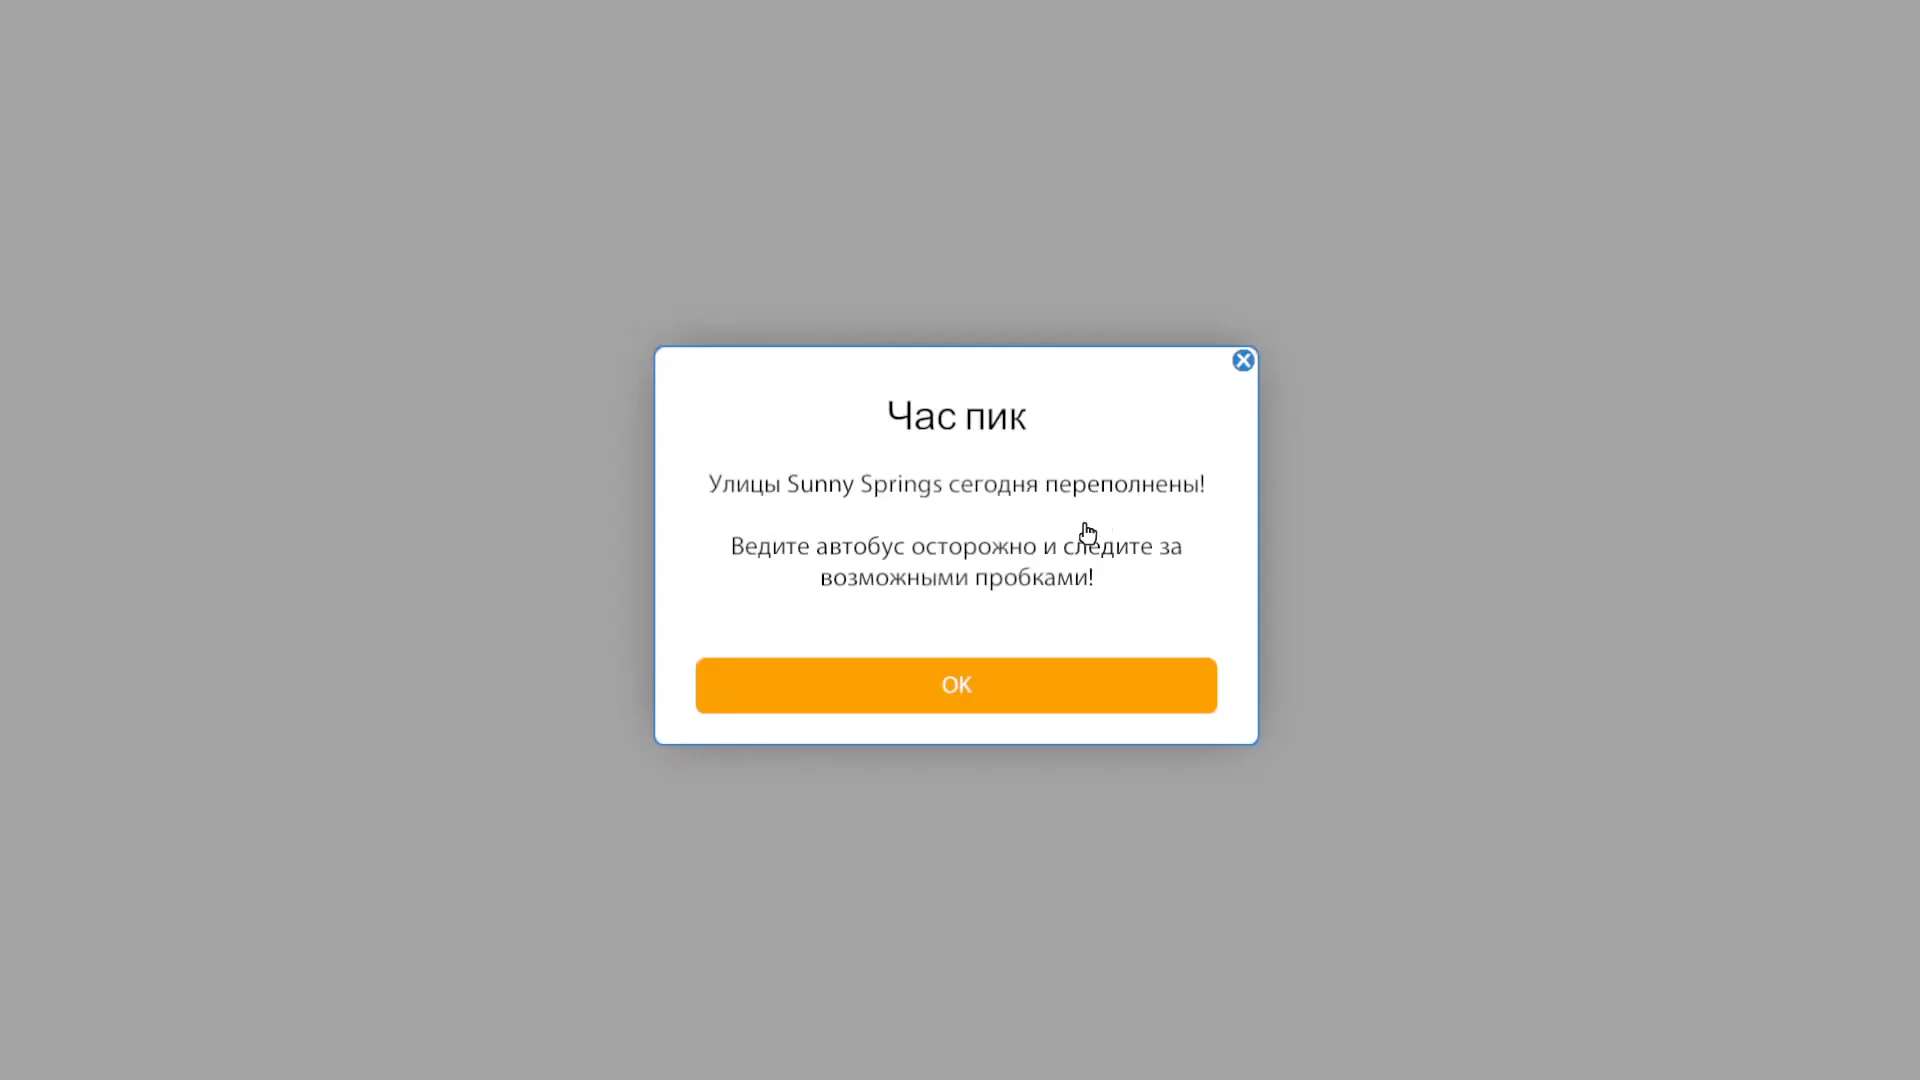 Час пик
Улицы Sunny Springs сегодня переполнены!
Ведите автобус осторожно и следите за
возможными пробками!
OK